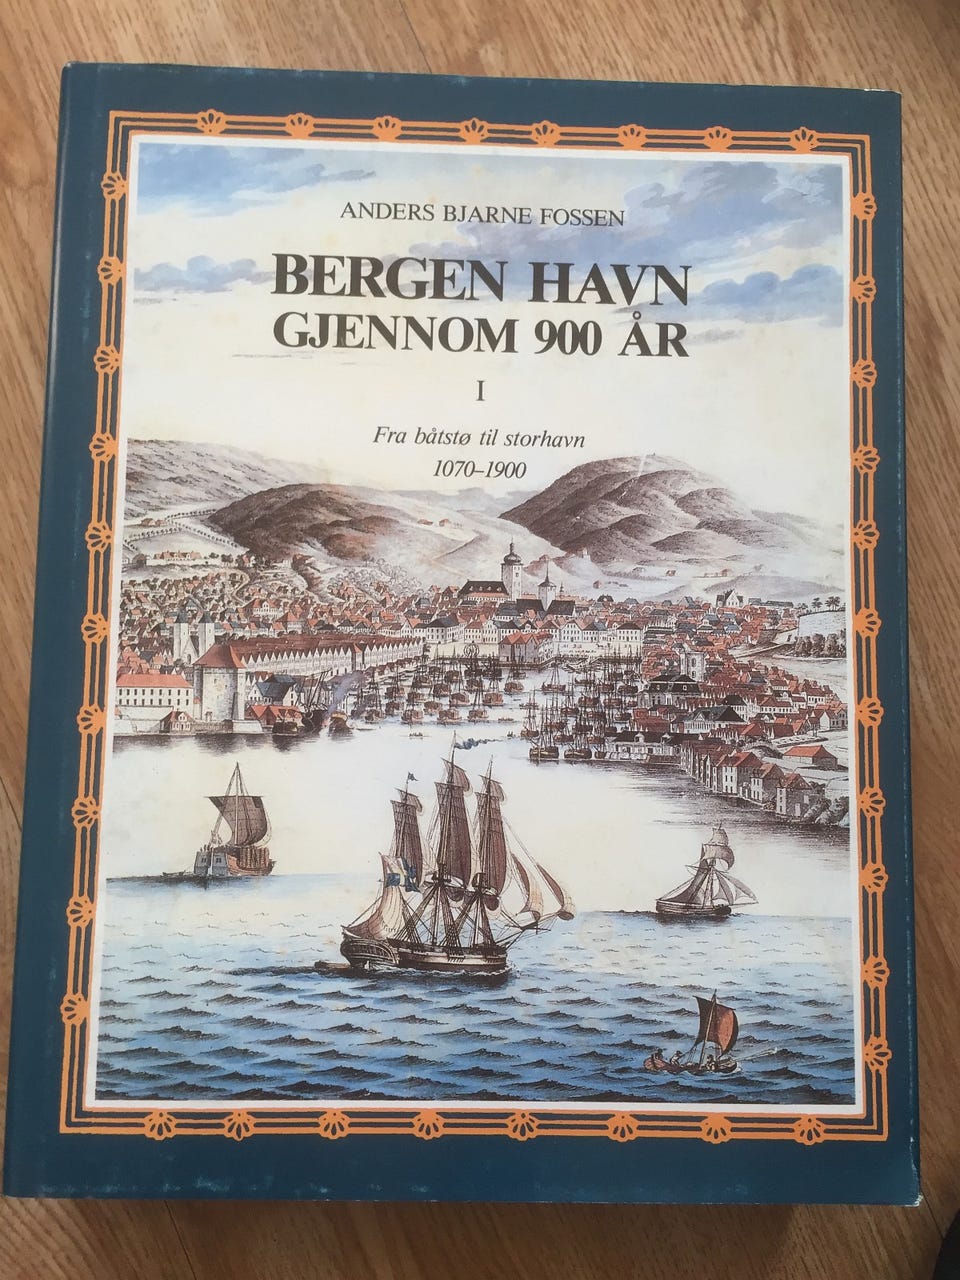 ANDERS BJARNE FOSSEN
BERGEN HAVN
GJENNOM 900 ÅR
I
Fra båtstø til storhavn
1070–1900